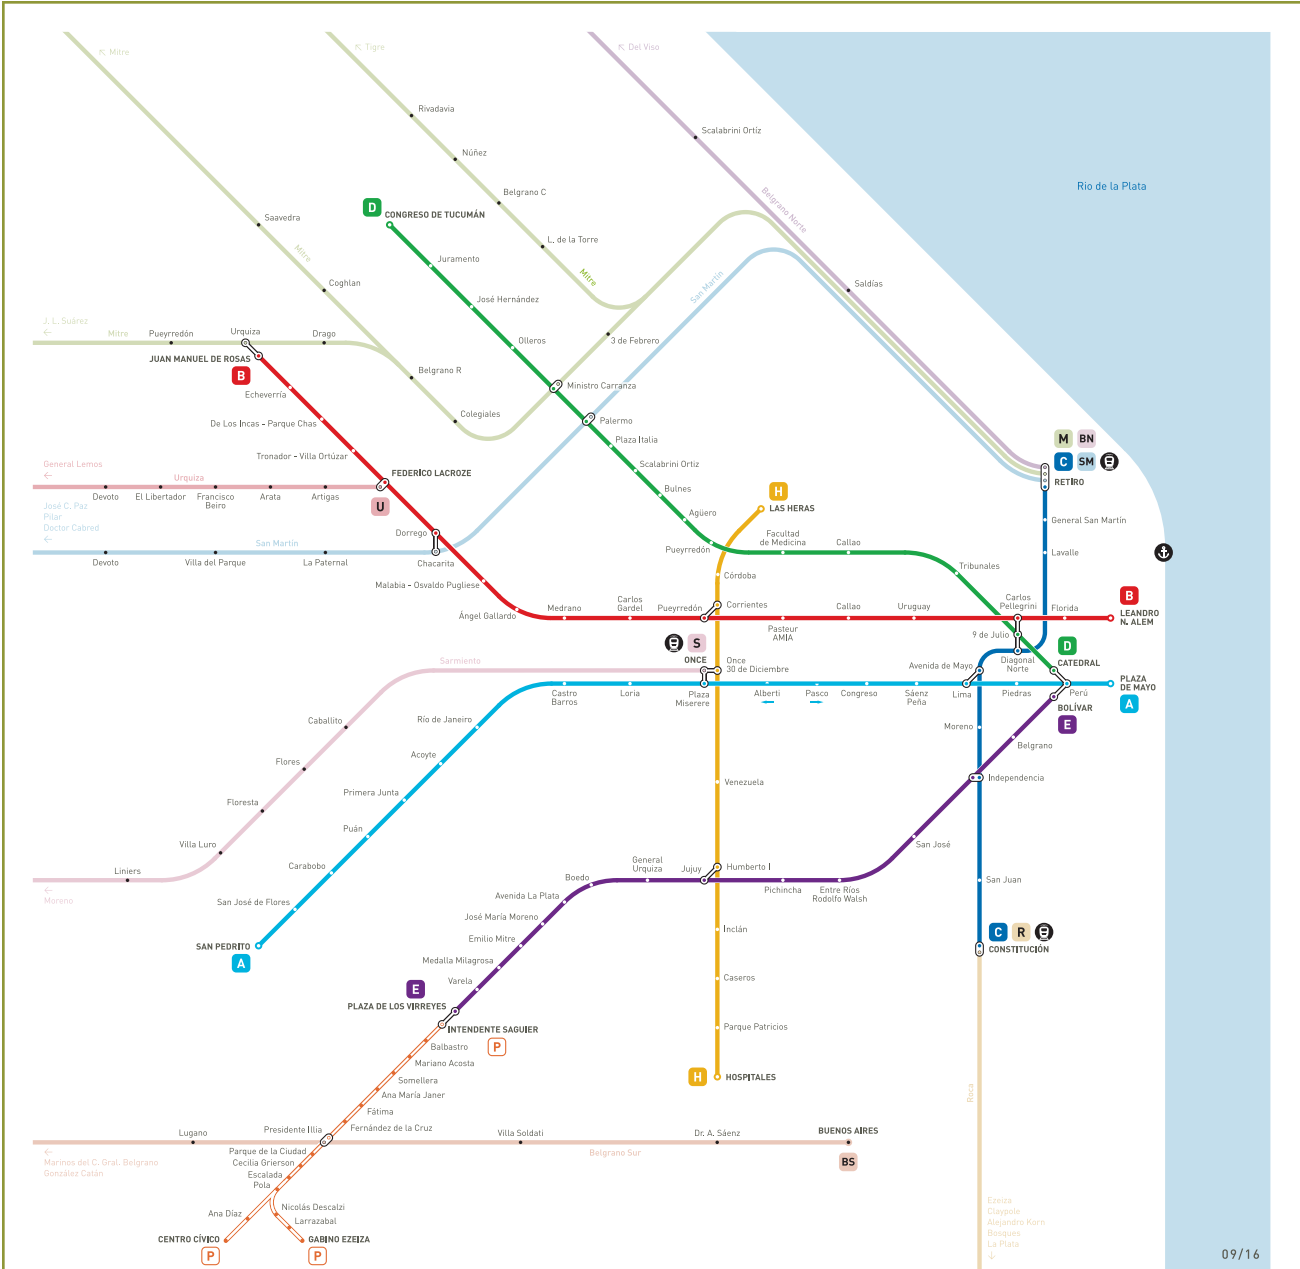 ↖ Mitre
↖ Tigre
↖ Del Viso
Rivadavia
Scalabrini Ortíz
Núñez
Rio de la Plata
Belgrano C
Belgrano Norte
D
CONGRESO DE TUCUMÁN
Saavedra
L. de la Torre
Mitre
Juramento
Mitre
San Martín
Coghlan
José Hernández
Saldías
J. L. Suárez
←
Mitre
Pueyrredón
Urquiza
Drago
Olleros
3 de Febrero
JUAN MANUEL DE ROSAS
B
Belgrano R
Ministro Carranza
Echeverría
Colegiales
Palermo
De Los Incas - Parque Chas
Plaza Italia
M
BN
Tronador - Villa Ortúzar
C
SM
General Lemos
←
Urquiza
FEDERICO LACROZE
Scalabrini Ortiz
RETIRO
Devoto
El Libertador
Francisco
Beiro
Arata
Artigas
U
Bulnes
H
LAS HERAS
José C. Paz
Pilar
Doctor Cabred
←
Agüero
General San Martín
San Martín
Dorrego
Facultad
de Medicina
Callao
Pueyrredón
Lavalle
Devoto
Villa del Parque
La Paternal
Chacarita
Tribunales
Córdoba
Malabia - Osvaldo Pugliese
Ángel Gallardo
Medrano
Carlos
Gardel
Pueyrredón
Corrientes
Callao
Uruguay
Carlos
Pellegrini
Florida
B
LEANDRO
N. ALEM
Pasteur
AMIA
9 de Julio
S
ONCE
D
CATEDRAL
Sarmiento
Once
30 de Diciembre
Avenida de Mayo
Diagonal
Norte
PLAZA
DE MAYO
A
Castro
Barros
Loria
Plaza
Miserere
Alberti
Pasco
Congreso
Sáenz
Peña
Lima
Piedras
Perú
BOLÍVAR
E
Caballito
Río de Janeiro
Moreno
Belgrano
Acoyte
Flores
Independencia
Venezuela
Primera Junta
Floresta
Puán
Villa Luro
San José
Carabobo
General
Urquiza
Jujuy
Humberto I
Liniers
Boedo
San Juan
←
Moreno
Avenida La Plata
Pichincha
Entre Ríos
Rodolfo Walsh
San José de Flores
José María Moreno
Inclán
C
R
SAN PEDRITO
A
Emilio Mitre
CONSTITUCIÓN
Medalla Milagrosa
Varela
Caseros
E
PLAZA DE LOS VIRREYES
INTENDENTE SAGUIER
P
Parque Patricios
Balbastro
Mariano Acosta
H
HOSPITALES
Somellera
Ana María Janer
Roca
Fátima
Lugano
Presidente Illia
Fernández de la Cruz
Villa Soldati
Dr. A. Sáenz
BUENOS AIRES
BS
←
Marinos del C. Gral. Belgrano
González Catán
Belgrano Sur
Parque de la Ciudad
Cecilia Grierson
Escalada
Pola
Ana Díaz
Nicolás Descalzi
Larrazabal
CENTRO CÍVICO
P
GABINO EZEIZA
P
Ezeiza
Claypole
Alejandro Korn
Bosques
La Plata
↓
09/16